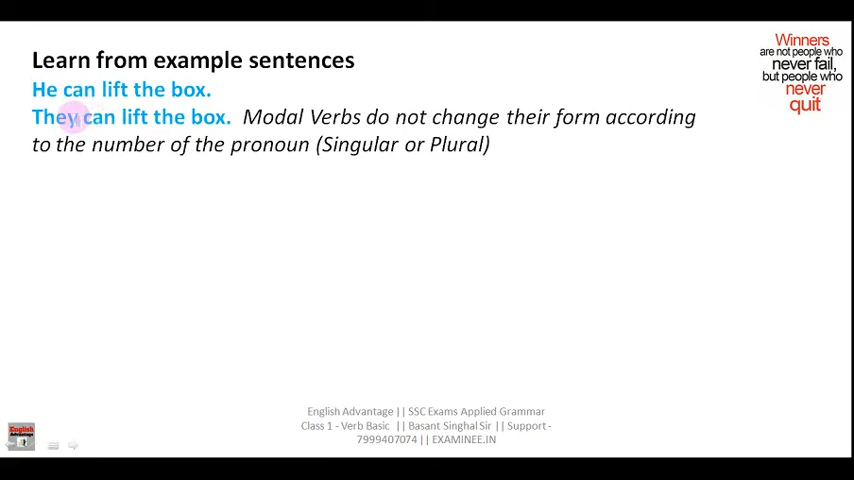 Learn from example sentences
He can lift the box.
They can lift the box. Modal Verbs do not change their form according
to the number of the pronoun (Singular or Plural)
Winners
are not people who
never fail,
but people who
never
quit
English Advantage || SSC Exams Applied Grammar
Class 1 - Verb Basic || Basant Singhal Sir || Support -
7999407074 || EXAMINEE.IN
English
Advantage